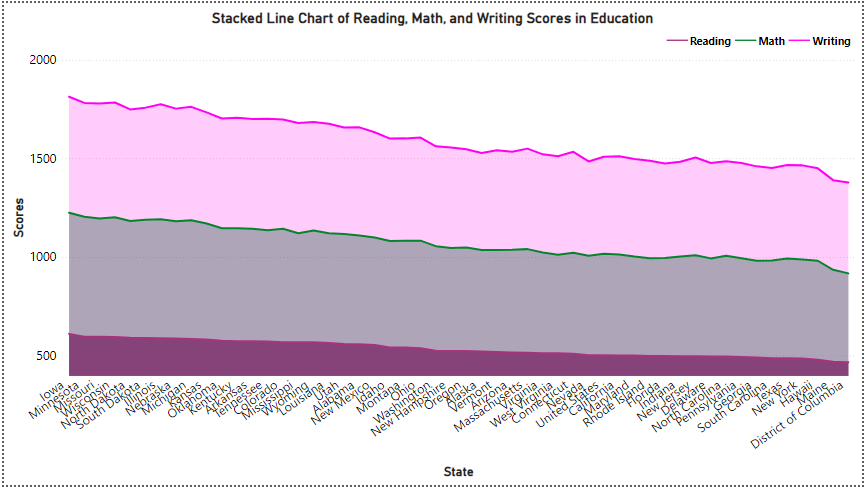 Stacked Line Chart of Reading, Math, and Writing Scores in Education
Reading Math Writing
2000
1500
1000
500
Scores
Iowa
Minnesota
Missouri
Wisconsin
North Dakota
South Dakota
Illinois
Nebraska
Michigan
Kansas
Oklahoma
Kentucky
Arkansas
Tennessee
Colorado
Mississippi
Wyoming
Louisiana
Utah
Alabama
New Mexico
Idaho
Montana
Ohio
Washington
New Hampshire
Oregon
Alaska
Vermont
Arizona
Massachusetts
Virginia
West Virginia
Connecticut
Nevada
United States
California
Maryland
Rhode Island
Florida
Indiana
New Jersey
Delaware
North Carolina
Pennsylvania
Georgia
South Carolina
Texas
New York
Hawaii
Maine
District of Columbia
State